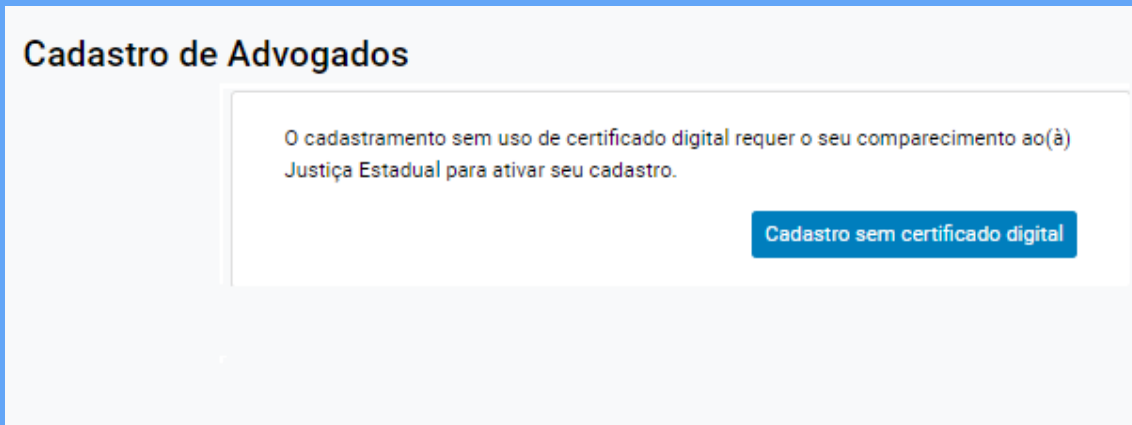 Cadastro de Advogados
O cadastramento sem uso de certificado digital requer o seu comparecimento ao(à)
Justiça Estadual para ativar seu cadastro.
Cadastro sem certificado digital